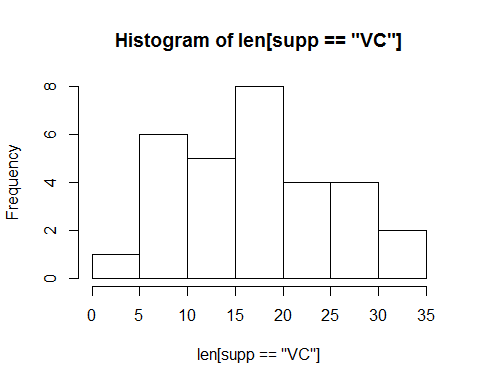 Histogram of len[supp == "VC"]
Frequency
8
6
4
2
0
0 5 10 15 20 25 30 35
len[supp == "VC"]